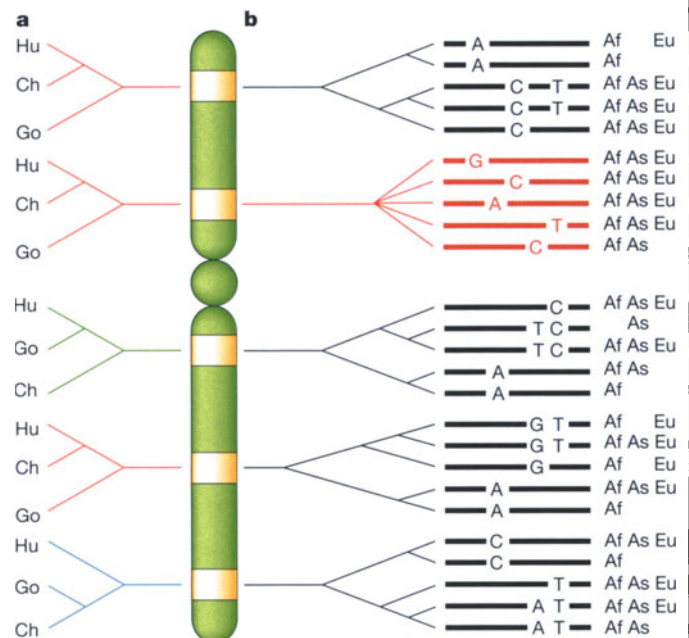 a b
Hu
Ch
Go
Hu
Ch
Go
Hu
Go
Ch
Hu
Ch
Go
Hu
Go
Ch
A Af Eu
A Af
C T Af As Eu
C T Af As Eu
C Af As Eu
G Af As Eu
C Af As Eu
A Af As Eu
T Af As Eu
C Af As
C Af As Eu
T C As
T C Af As Eu
A Af As
A Af
G T Af Eu
G T Af As Eu
G Af Eu
A Af As Eu
A Af
C Af As Eu
C Af
T Af As Eu
A T Af As Eu
A T Af As